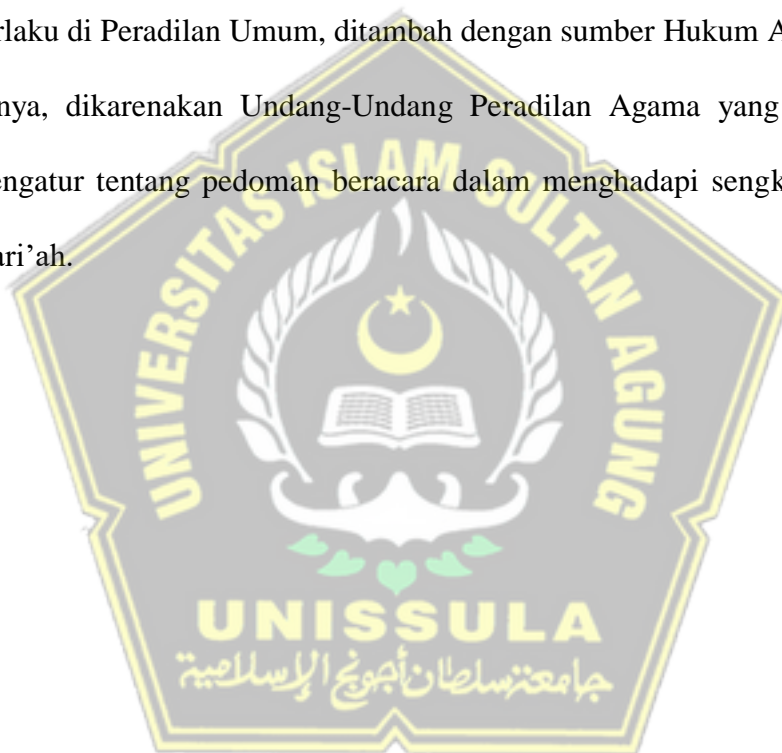 rlaku di Peradilan Umum, ditambah dengan sumber Hukum A
nya, dikarenakan Undang-Undang Peradilan Agama yang
engatur tentang pedoman beracara dalam menghadapi sengk
ari’ah.
UNIVERSITAS ISLAM SULTAN AGUNG
UNISSULA
جامعة سلطان أجونج الإسلامية